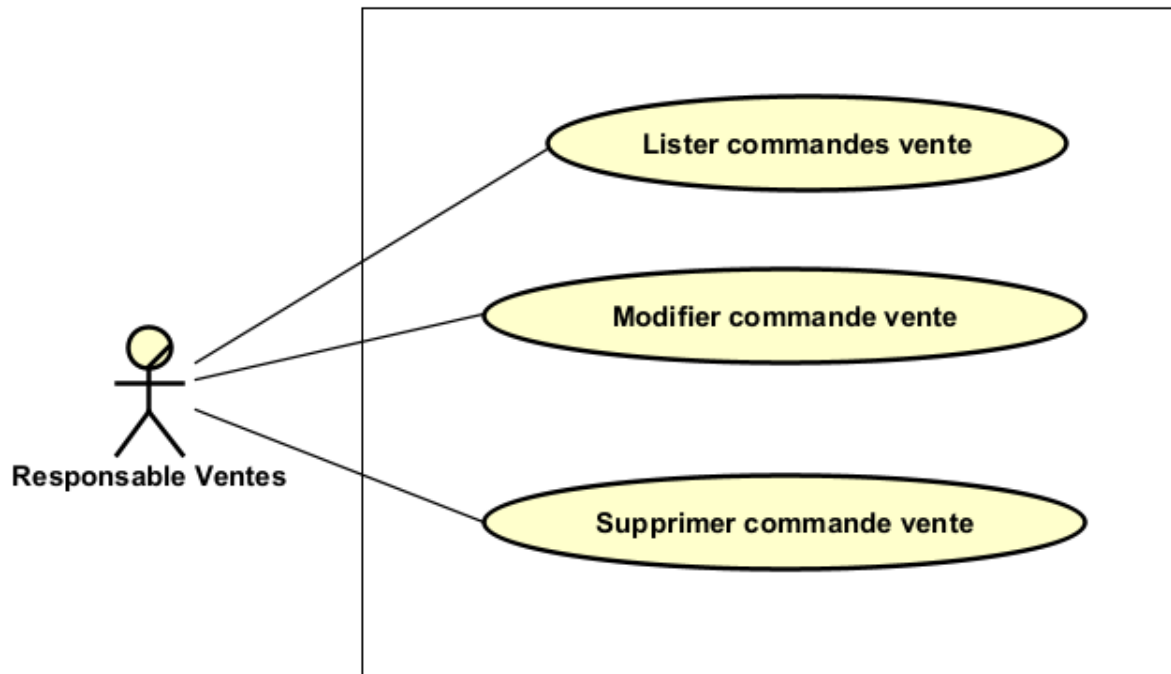 Lister commandes vente
Modifier commande vente
Responsable Ventes
Supprimer commande vente